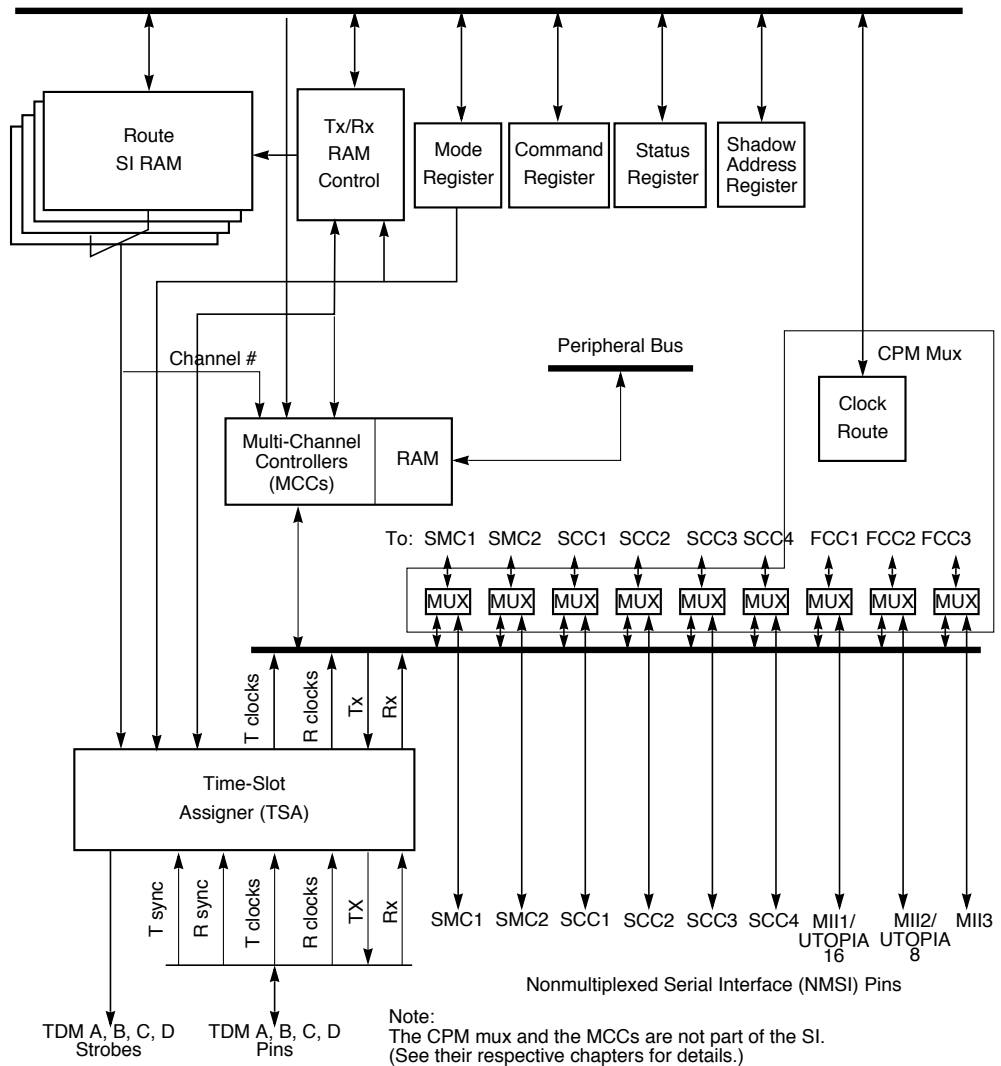 Route
SI RAM
Tx/Rx
RAM
Control
Mode
Register
Command
Register
Status
Register
Shadow
Address
Register
Channel #
Peripheral Bus
CPM Mux
Clock
Route
Multi-Channel
Controllers
(MCCs)
RAM
To: SMC1 SMC2 SCC1 SCC2 SCC3 SCC4 FCC1 FCC2 FCC3
MUX MUX MUX MUX MUX MUX MUX MUX MUX
T clocks
R clocks
Tx
Rx
Time-Slot
Assigner (TSA)
T sync
R sync
T clocks
R clocks
TX
Rx
SMC1 SMC2 SCC1 SCC2 SCC3 SCC4 MII1/ MII2/ MII3
UTOPIA UTOPIA
16 8
Nonmultiplexed Serial Interface (NMSI) Pins
TDM A, B, C, D
Strobes
TDM A, B, C, D
Pins
Note:
The CPM mux and the MCCs are not part of the SI.
(See their respective chapters for details.)